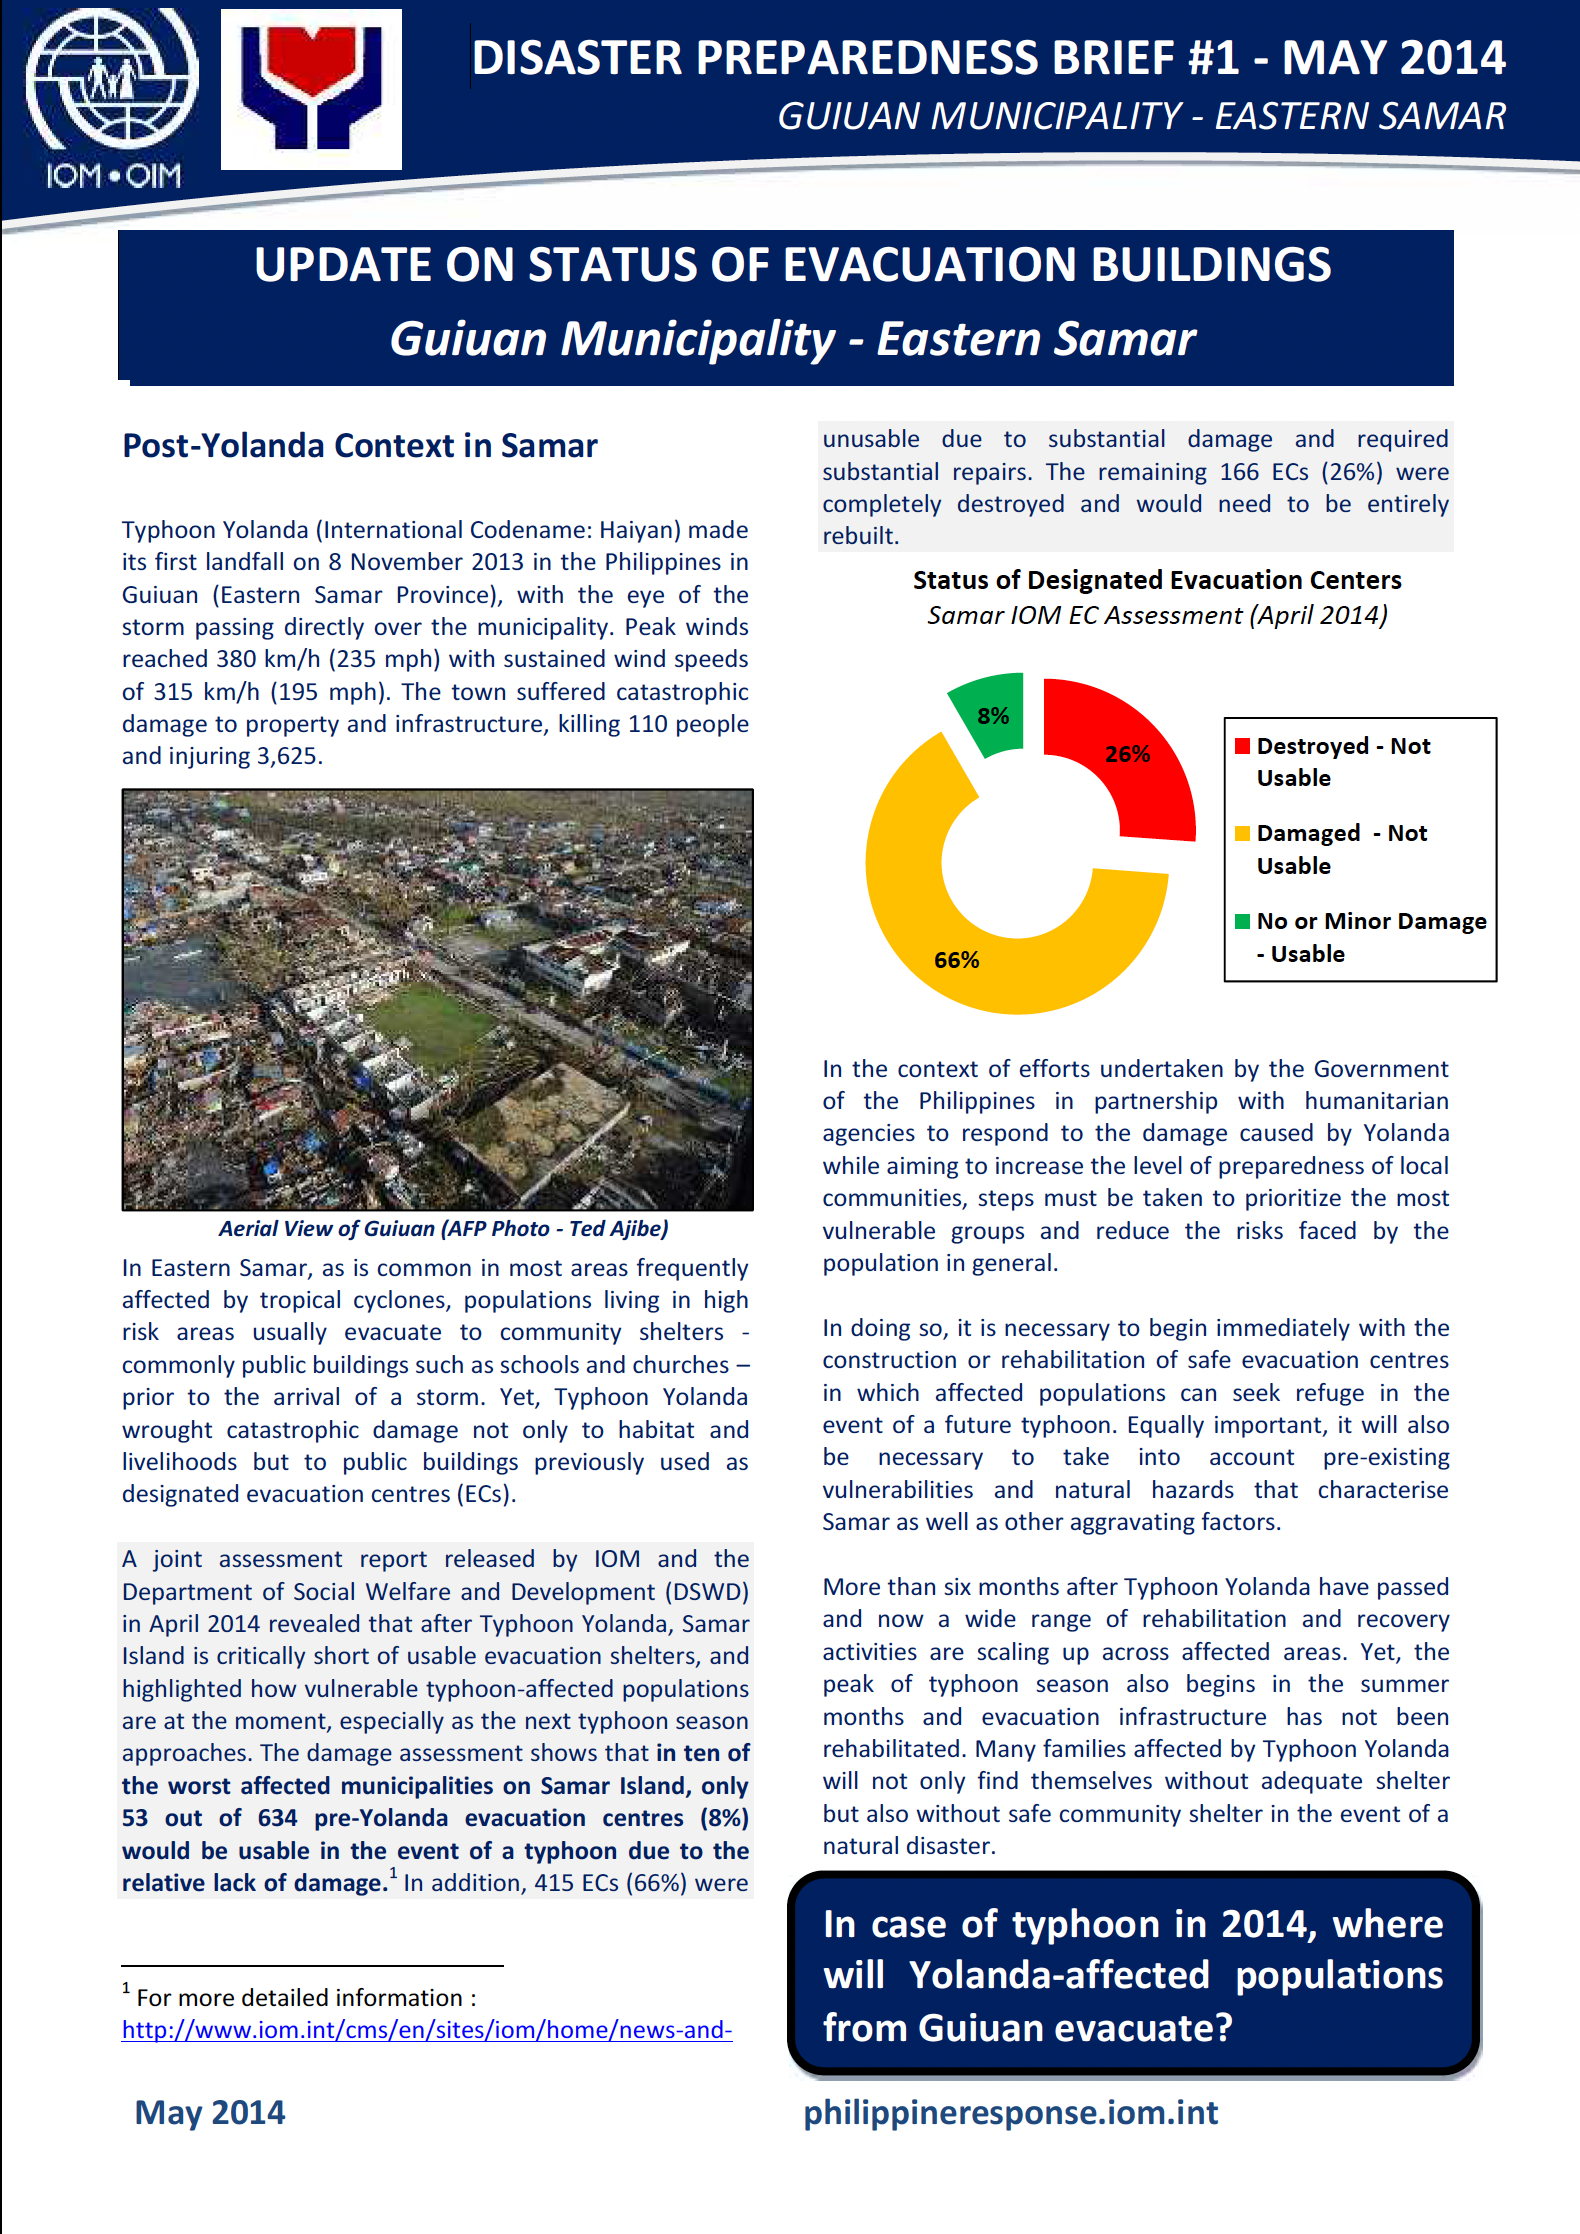 IOM • OIM
DISASTER PREPAREDNESS BRIEF #1 - MAY 2014
GUIUAN MUNICIPALITY - EASTERN SAMAR
UPDATE ON STATUS OF EVACUATION BUILDINGS
Guiuan Municipality - Eastern Samar
Post-Yolanda Context in Samar
Typhoon Yolanda (International Codename: Haiyan) made
its first landfall on 8 November 2013 in the Philippines in
Guiuan (Eastern Samar Province), with the eye of the
storm passing directly over the municipality. Peak winds
reached 380 km/h (235 mph) with sustained wind speeds
of 315 km/h (195 mph). The town suffered catastrophic
damage to property and infrastructure, killing 110 people
and injuring 3,625.
Aerial View of Guiuan (AFP Photo - Ted Ajibe)
In Eastern Samar, as is common in most areas frequently
affected by tropical cyclones, populations living in high
risk areas usually evacuate to community shelters -
commonly public buildings such as schools and churches –
prior to the arrival of a storm. Yet, Typhoon Yolanda
wrought catastrophic damage not only to habitat and
livelihoods but to public buildings previously used as
designated evacuation centres (ECs).
A joint assessment report released by IOM and the
Department of Social Welfare and Development (DSWD)
in April 2014 revealed that after Typhoon Yolanda, Samar
Island is critically short of usable evacuation shelters, and
highlighted how vulnerable typhoon-affected populations
are at the moment, especially as the next typhoon season
approaches. The damage assessment shows that in ten of
the worst affected municipalities on Samar Island, only
53 out of 634 pre-Yolanda evacuation centres (8%)
would be usable in the event of a typhoon due to the
relative lack of damage.1 In addition, 415 ECs (66%) were
1 For more detailed information :
http://www.iom.int/cms/en/sites/iom/home/news-and-
unusable due to substantial damage and required
substantial repairs. The remaining 166 ECs (26%) were
completely destroyed and would need to be entirely
rebuilt.
Status of Designated Evacuation Centers
Samar IOM EC Assessment (April 2014)
8%
26%
66%
Destroyed - Not
Usable
Damaged - Not
Usable
No or Minor Damage
- Usable
In the context of efforts undertaken by the Government
of the Philippines in partnership with humanitarian
agencies to respond to the damage caused by Yolanda
while aiming to increase the level of preparedness of local
communities, steps must be taken to prioritize the most
vulnerable groups and reduce the risks faced by the
population in general.
In doing so, it is necessary to begin immediately with the
construction or rehabilitation of safe evacuation centres
in which affected populations can seek refuge in the
event of a future typhoon. Equally important, it will also
be necessary to take into account pre-existing
vulnerabilities and natural hazards that characterise
Samar as well as other aggravating factors.
More than six months after Typhoon Yolanda have passed
and now a wide range of rehabilitation and recovery
activities are scaling up across affected areas. Yet, the
peak of typhoon season also begins in the summer
months and evacuation infrastructure has not been
rehabilitated. Many families affected by Typhoon Yolanda
will not only find themselves without adequate shelter
but also without safe community shelter in the event of a
natural disaster.
In case of typhoon in 2014, where
will Yolanda-affected populations
from Guiuan evacuate?
May 2014
philippineresponse.iom.int